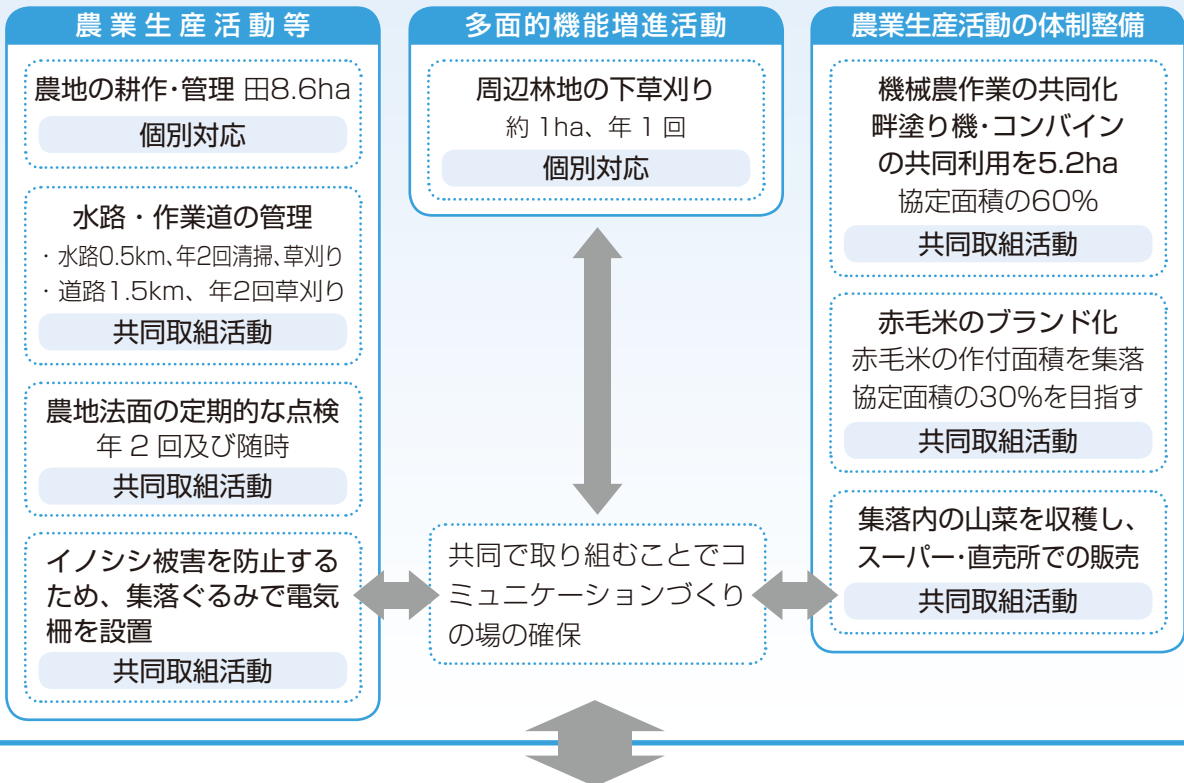 農業生産活動等
農地の耕作･管理 田8.6ha
個別対応
水路・作業道の管理
・水路0.5km、年2回清掃、草刈り
・道路1.5km、年2回草刈り
共同取組活動
農地法面の定期的な点検
年2回及び随時
共同取組活動
イノシシ被害を防止する
ため、集落ぐるみで電気
柵を設置
共同取組活動
多面的機能増進活動
周辺林地の下草刈り
約1ha、年1回
個別対応
共同で取り組むことでコ
ミュニケーションづくり
の場の確保
農業生産活動の体制整備
機械農作業の共同化
畔塗り機･コンバイン
の共同利用を5.2ha
協定面積の60%
共同取組活動
赤毛米のブランド化
赤毛米の作付面積を集落
協定面積の30%を目指す
共同取組活動
集落内の山菜を収穫し、
スーパー･直売所での販売
共同取組活動